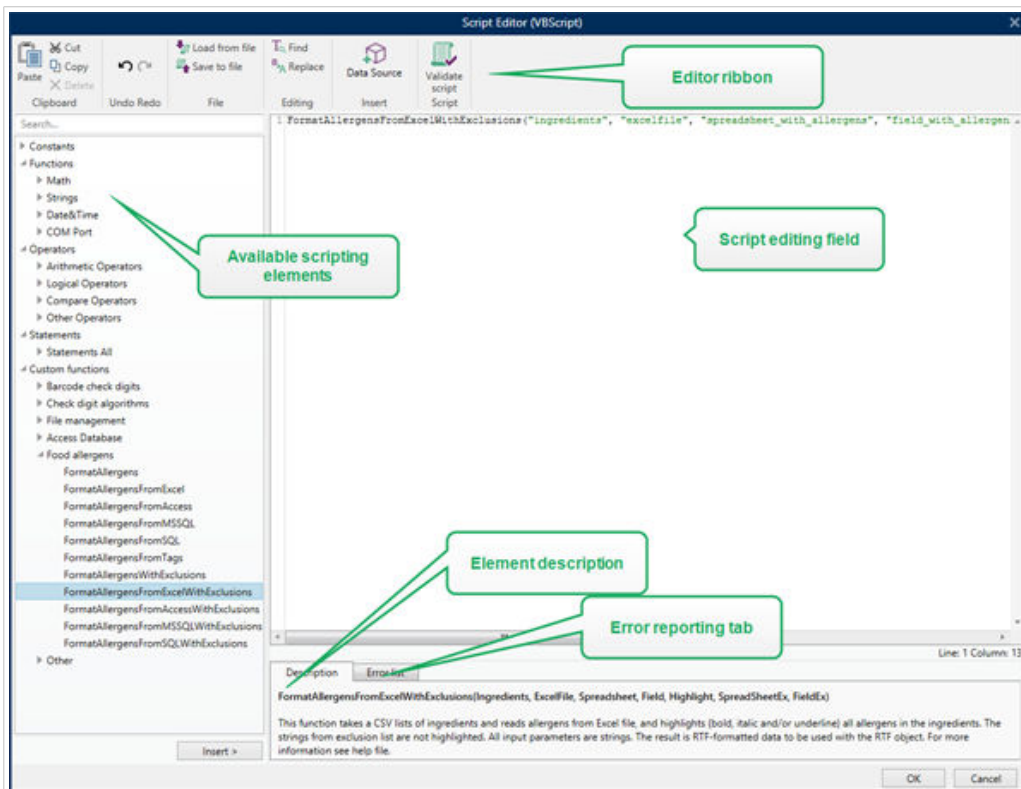 Script Editor (VBScript)
Paste
Cut
Copy
Delete
Clipboard
Undo Redo
Load from file
Save to file
File
Find
Replace
Editing
Data Source
Insert
Validate
script
Script
Editor ribbon
Search...
Constants
Functions
Math
Strings
Date&Time
COM Port
Operators
Arithmetic Operators
Logical Operators
Compare Operators
Other Operators
Statements
Statements All
Custom functions
Barcode check digits
Check digit algorithms
File management
Access Database
Food allergens
FormatAllergens
FormatAllergensFromExcel
FormatAllergensFromAccess
FormatAllergensFromMSSQL
FormatAllergensFromSQL
FormatAllergensFromTags
FormatAllergensWithExclusions
FormatAllergensFromExcelWithExclusions
FormatAllergensFromAccessWithExclusions
FormatAllergensFromMSSQLWithExclusions
FormatAllergensFromSQLWithExclusions
Other
Insert >
Available scripting
elements
1 FormatAllergensFromExcelWithExclusions("ingredients", "excelfile", "spreadsheet_with_allergens", "field_with_allergen
Script editing field
Element description
Error reporting tab
Line: 1 Column: 13
Description
Error list
FormatAllergensFromExcelWithExclusions(Ingredients, ExcelFile, Spreadsheet, Field, Highlight, SpreadSheetEx, FieldEx)
This function takes a CSV lists of ingredients and reads allergens from Excel file, and highlights (bold, italic and/or underline) all allergens in the ingredients. The
strings from exclusion list are not highlighted. All input parameters are strings. The result is RTF-formatted data to be used with the RTF object. For more
information see help file.
OK
Cancel